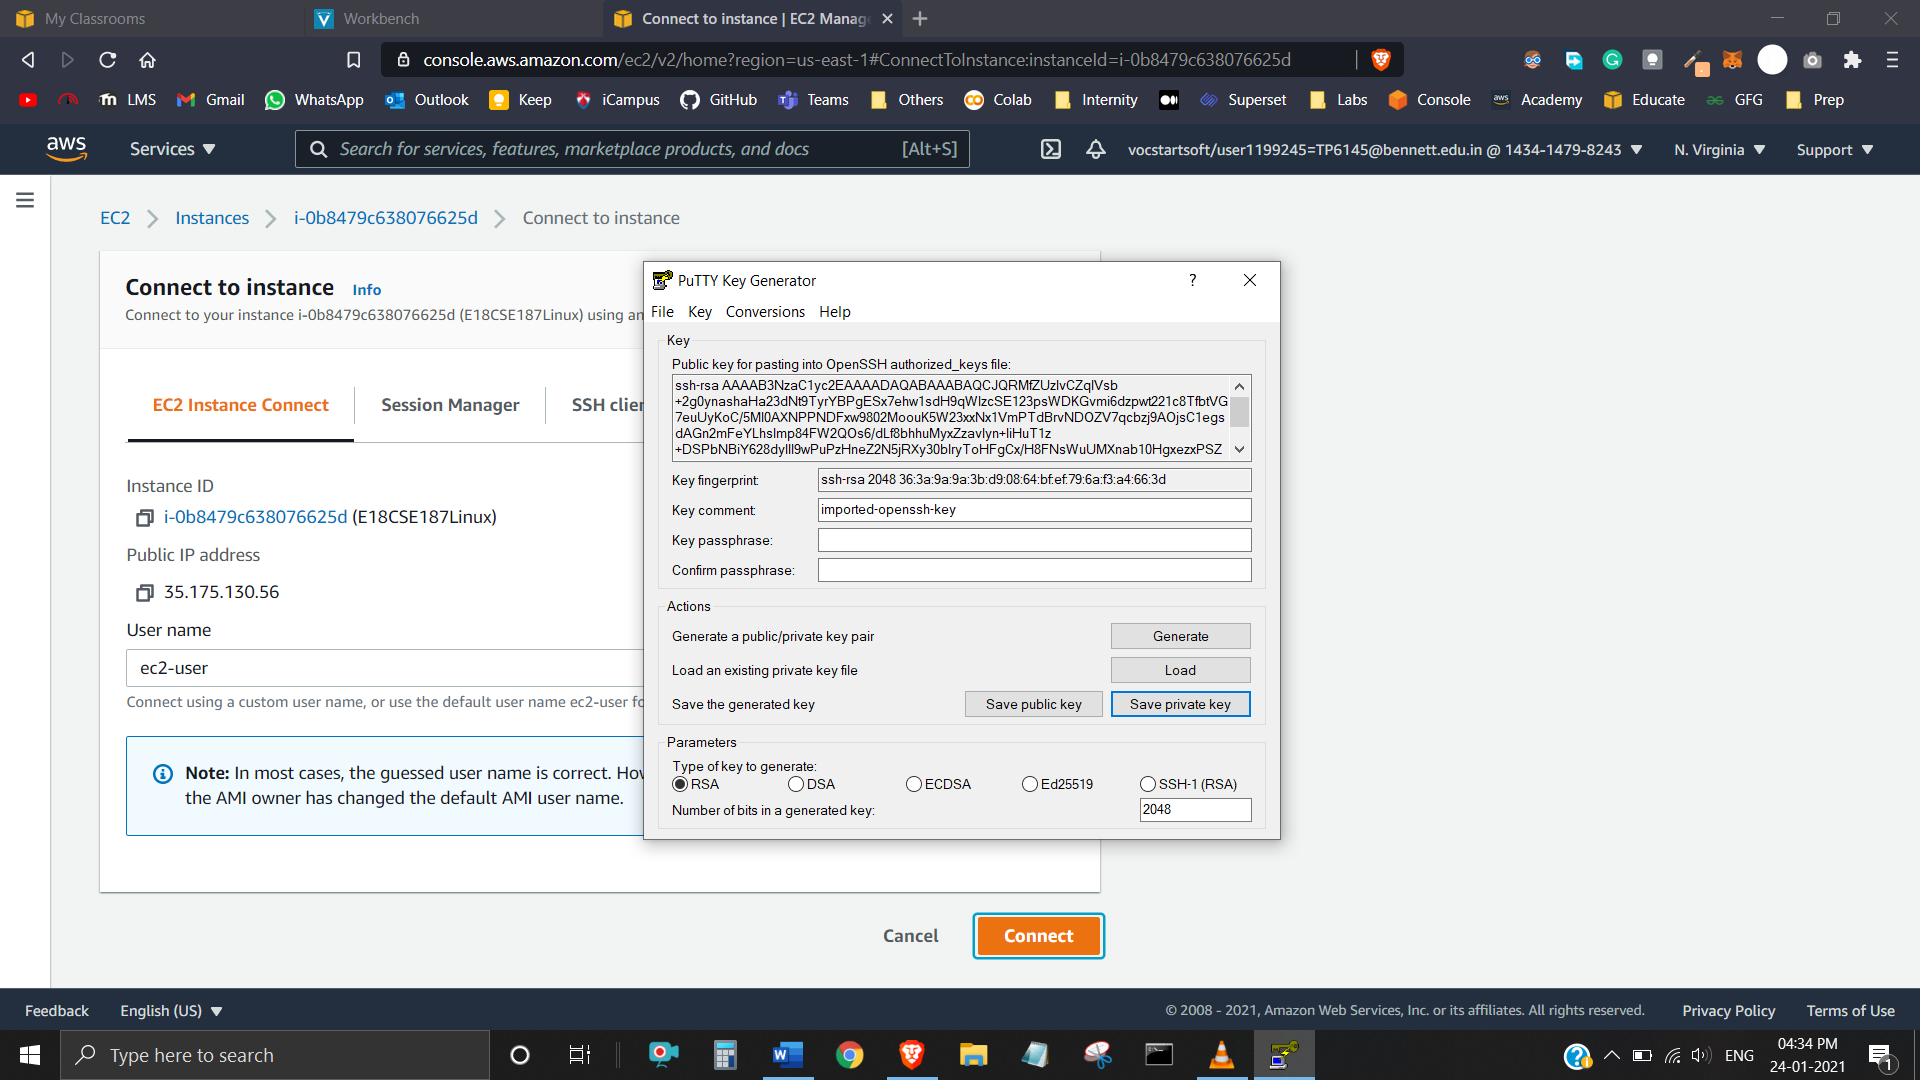 My Classrooms
Workbench
Connect to instance | EC2 Manag
console.aws.amazon.com/ec2/v2/home?region=us-east-1#ConnectToInstance:instanceId=i-0b8479c638076625d
LMS
Gmail
WhatsApp
Outlook
Keep
iCampus
GitHub
Teams
Others
Colab
Internity
Superset
Labs
Console
aws
Academy
Educate
GFG
Prep
aws
Services
Search for services, features, marketplace products, and docs
[Alt+S]
vocstartsoft/user1199245=TP6145@bennett.edu.in @ 1434-1479-8243
N. Virginia
Support
EC2
Instances
i-0b8479c638076625d
Connect to instance
Connect to instance
Info
Connect to your instance i-0b8479c638076625d (E18CSE187Linux) using an
EC2 Instance Connect
Session Manager
SSH clien
Instance ID
i-0b8479c638076625d (E18CSE187Linux)
Public IP address
35.175.130.56
User name
ec2-user
Connect using a custom user name, or use the default user name ec2-user fo
Note: In most cases, the guessed user name is correct. How
the AMI owner has changed the default AMI user name.
Cancel
Connect
PuTTY Key Generator
?
File
Key
Conversions
Help
Key
Public key for pasting into OpenSSH authorized_keys file:
Key fingerprint:
ssh-rsa 2048 36:3a:9a:9a:3b:d9:08:64:bf:ef:79:6a:f3:a4:66:3d
Key comment:
imported-openssh-key
Key passphrase:
Confirm passphrase:
Actions
Generate a public/private key pair
Generate
Load an existing private key file
Load
Save the generated key
Save public key
Save private key
Parameters
Type of key to generate:
RSA
DSA
ECDSA
Ed25519
SSH-1 (RSA)
Number of bits in a generated key:
2048
Feedback
English (US)
© 2008 - 2021, Amazon Web Services, Inc. or its affiliates. All rights reserved.
Privacy Policy
Terms of Use
Type here to search
ENG
04:34 PM
24-01-2021
1